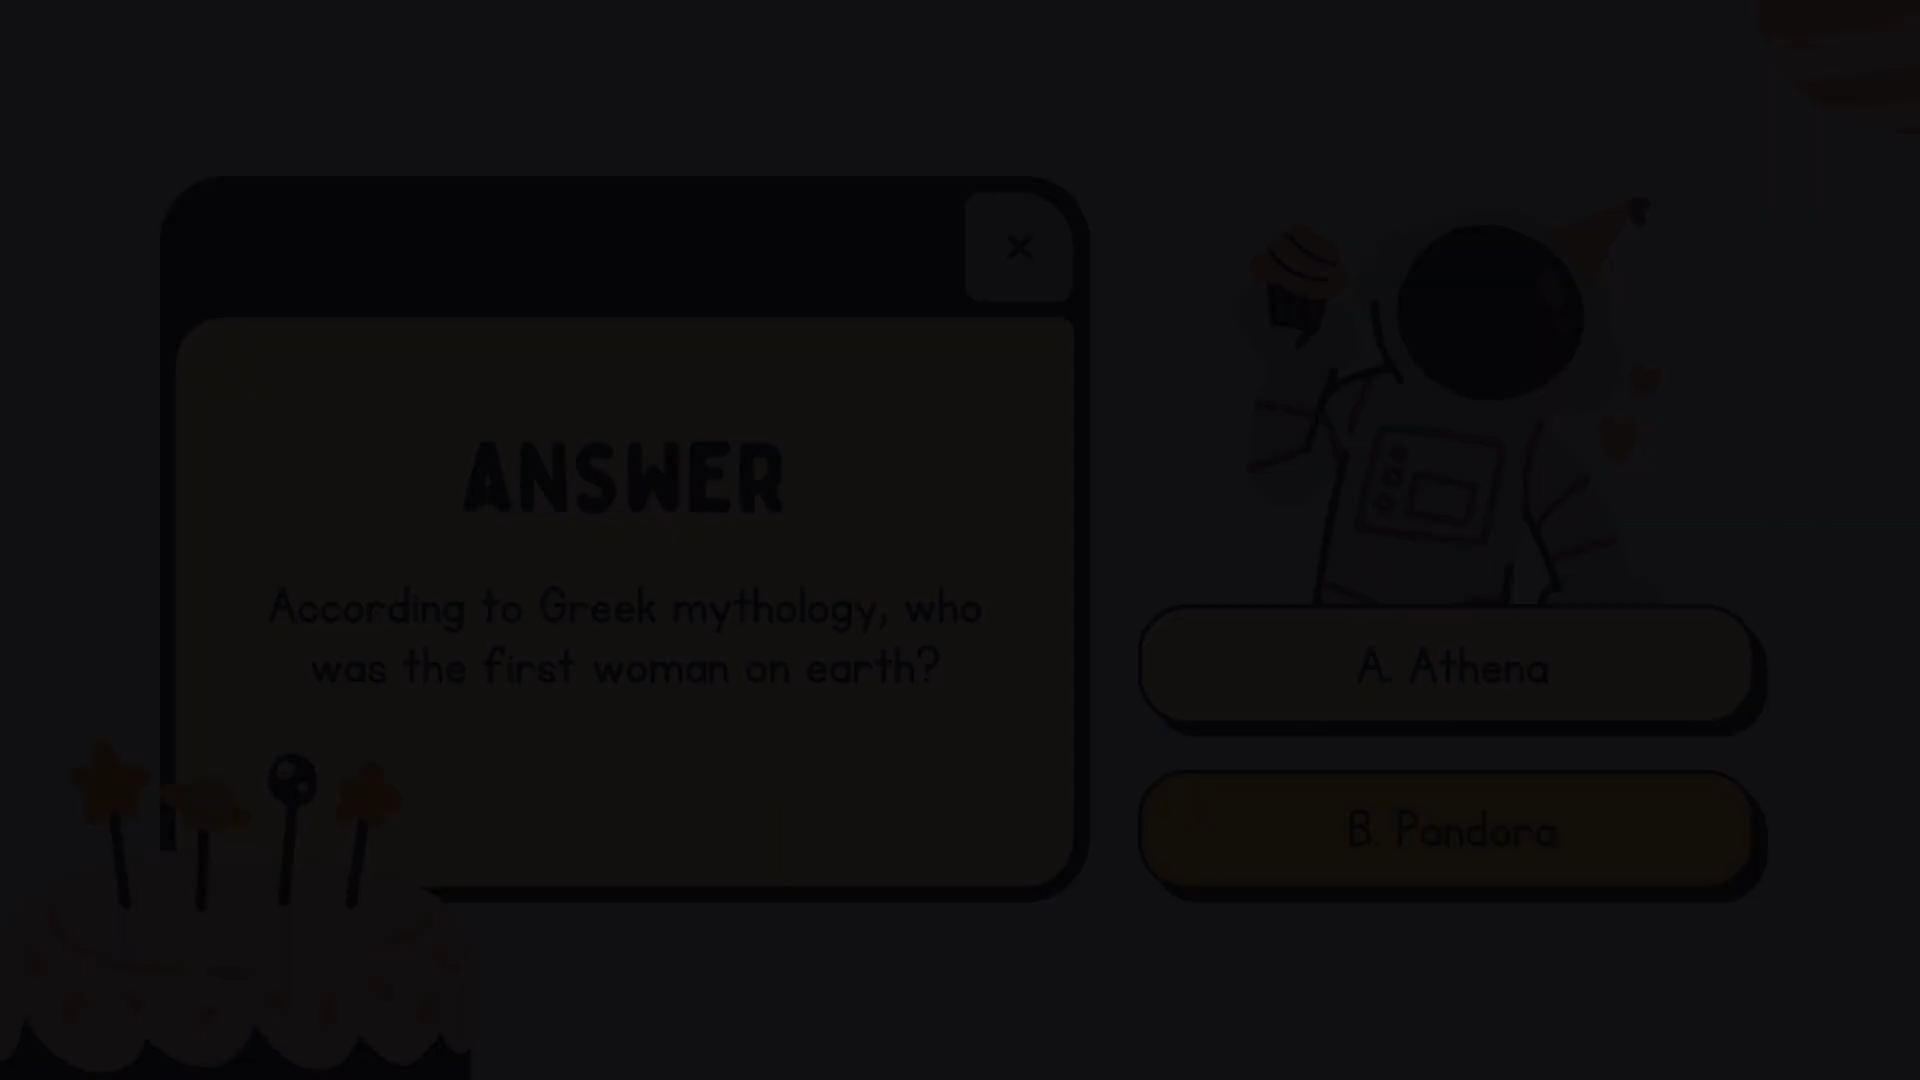 ANSWER
According to Greek mythology, who
was the first woman on earth?
A. Athena
B. Pandora